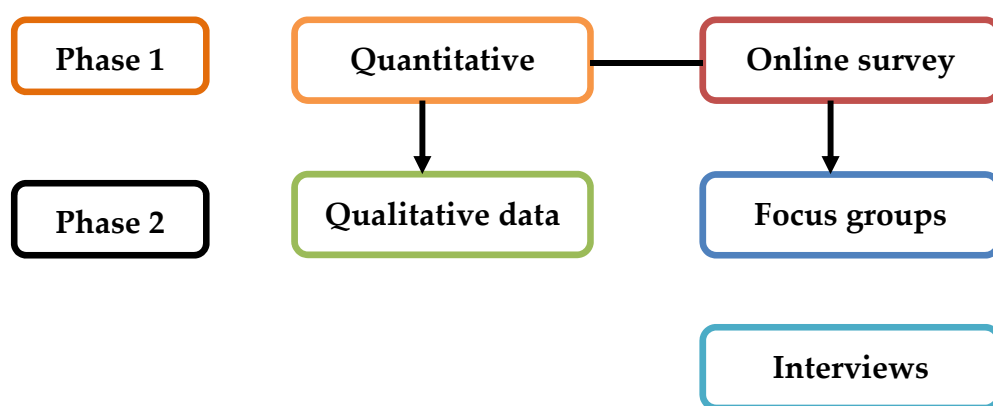 Phase 1
Quantitative
Online survey
Phase 2
Qualitative data
Focus groups
Interviews